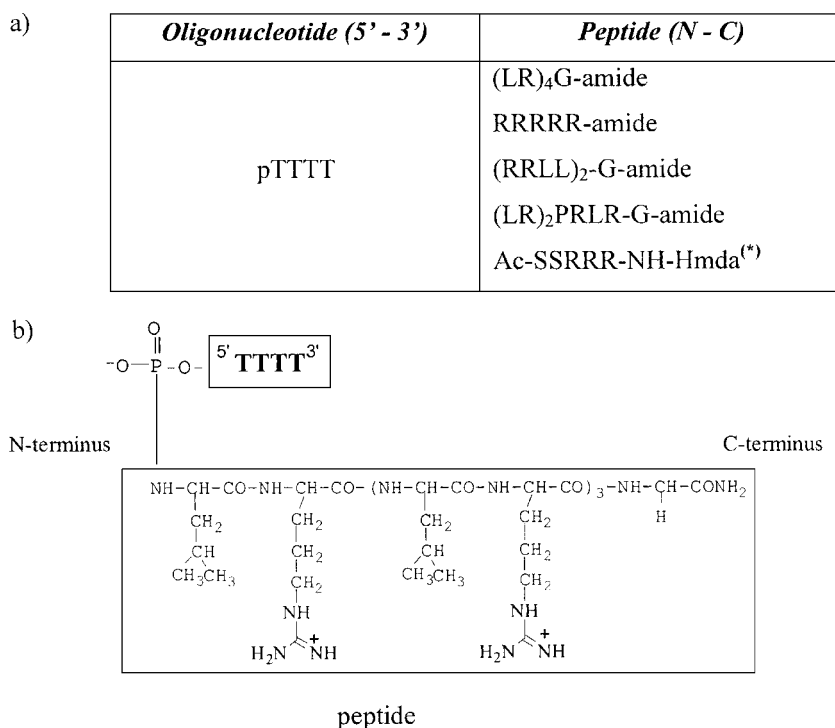 a)
Oligonucleotide (5’ - 3’) Peptide (N - C)
pTTTT
(LR)₄G-amide
RRRRR-amide
(RRLL)₂-G-amide
(LR)₂PRLR-G-amide
Ac-SSRRR-NH-Hmda(*)
b)
O
⁻O—P—O— 5' TTTT 3'
N-terminus C-terminus
NH—CH—CO—NH—CH—CO—(NH—CH—CO—NH—CH—CO)₃—NH—CH—CONH₂
CH₂ CH₂ CH₂ CH₂ H
CH CH₂ CH CH₂
CH₃CH₃ CH₂ CH₃CH₃ CH₂
NH NH
+ +
H₂N NH H₂N NH
peptide